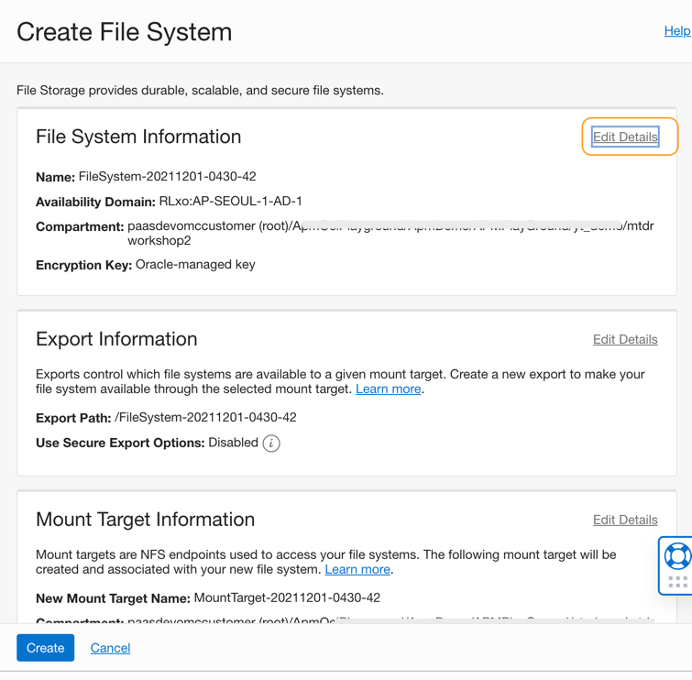 Create File System
Help
File Storage provides durable, scalable, and secure file systems.
File System Information
Edit Details
Name: FileSystem-20211201-0430-42
Availability Domain: RLxo:AP-SEOUL-1-AD-1
Compartment: paasdevomccustomer (root)/ /mtdr
workshop2
Encryption Key: Oracle-managed key
Export Information
Edit Details
Exports control which file systems are available to a given mount target. Create a new export to make your
file system available through the selected mount target. Learn more.
Export Path: /FileSystem-20211201-0430-42
Use Secure Export Options: Disabled
Mount Target Information
Edit Details
Mount targets are NFS endpoints used to access your file systems. The following mount target will be
created and associated with your new file system. Learn more.
New Mount Target Name: MountTarget-20211201-0430-42
Compartment: paasdevomccustomer
Create
Cancel